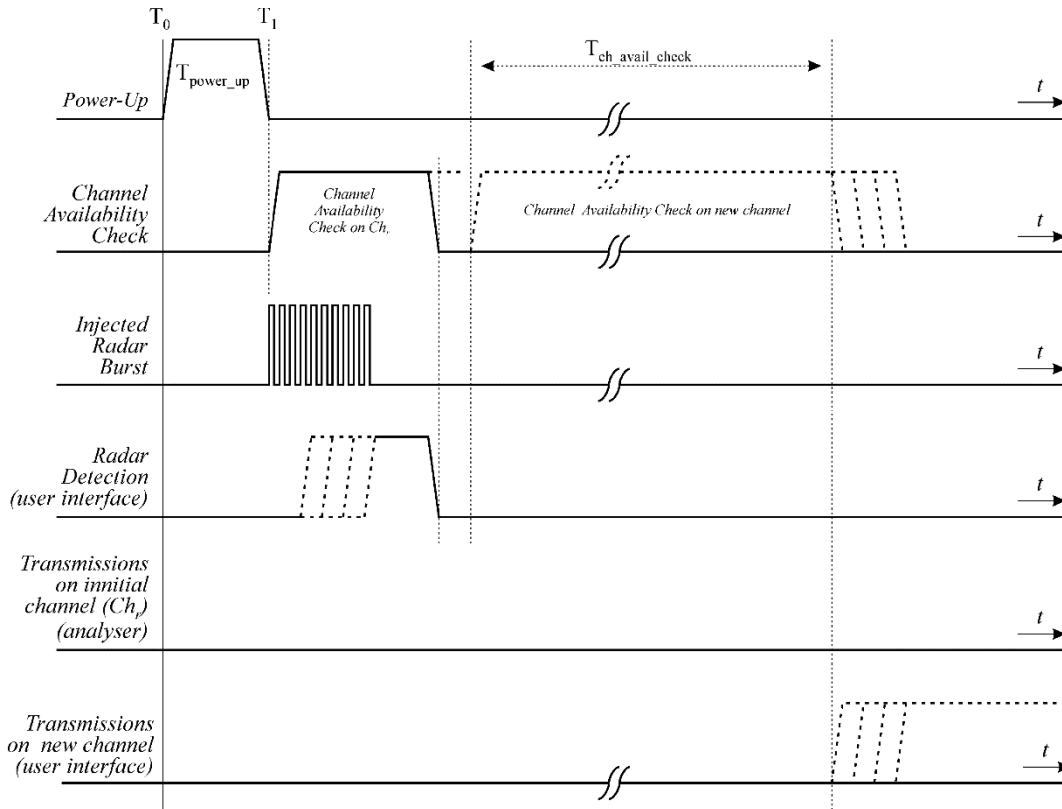 T0 T1
Tch_avail_check
Tpower_up
Power-Up
t
Channel
Availability
Check
Channel
Availability
Check on Chr
Channel Availability Check on new channel
t
Injected
Radar
Burst
t
Radar
Detection
(user interface)
t
Transmissions
on innitial
channel (Chr)
(analyser)
t
Transmissions
on new channel
(user interface)
t